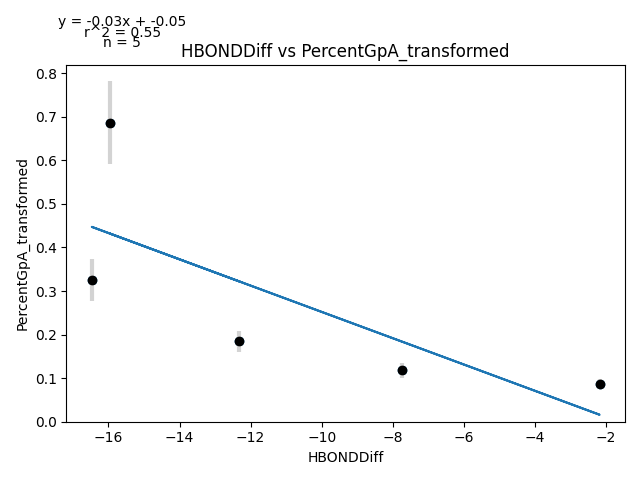 y = -0.03x + -0.05
r^2 = 0.55
n = 5
HBONDDiff vs PercentGpA_transformed
PercentGpA_transformed
0.8
0.7
0.6
0.5
0.4
0.3
0.2
0.1
0.0
−16
−14
−12
−10
−8
−6
−4
−2
HBONDDiff